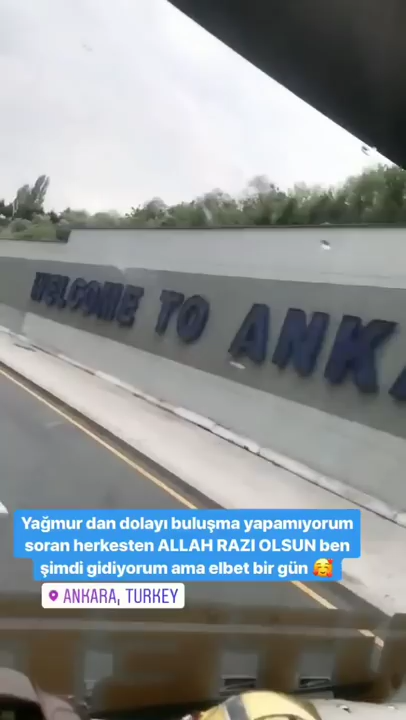 WELCOME TO ANKA
Yağmur dan dolayı buluşma yapamıyorum
soran herkesten ALLAH RAZI OLSUN ben
şimdi gidiyorum ama elbet bir gün 🥰
ANKARA, TURKEY